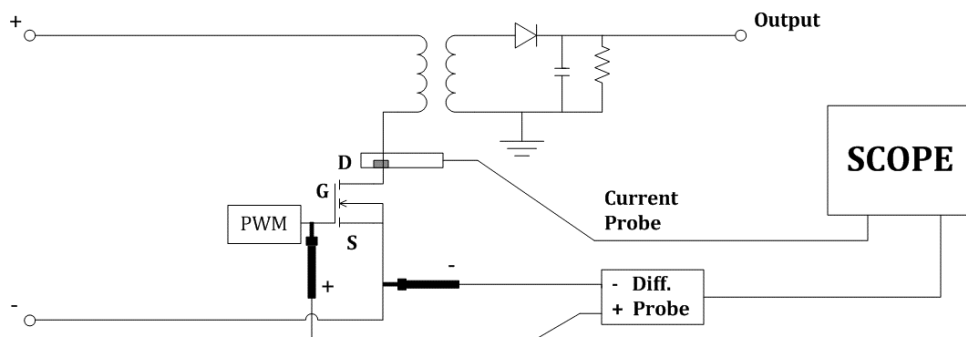 +
Output
D
SCOPE
G
Current
Probe
PWM
S
-
+
- Diff.
+ Probe
-